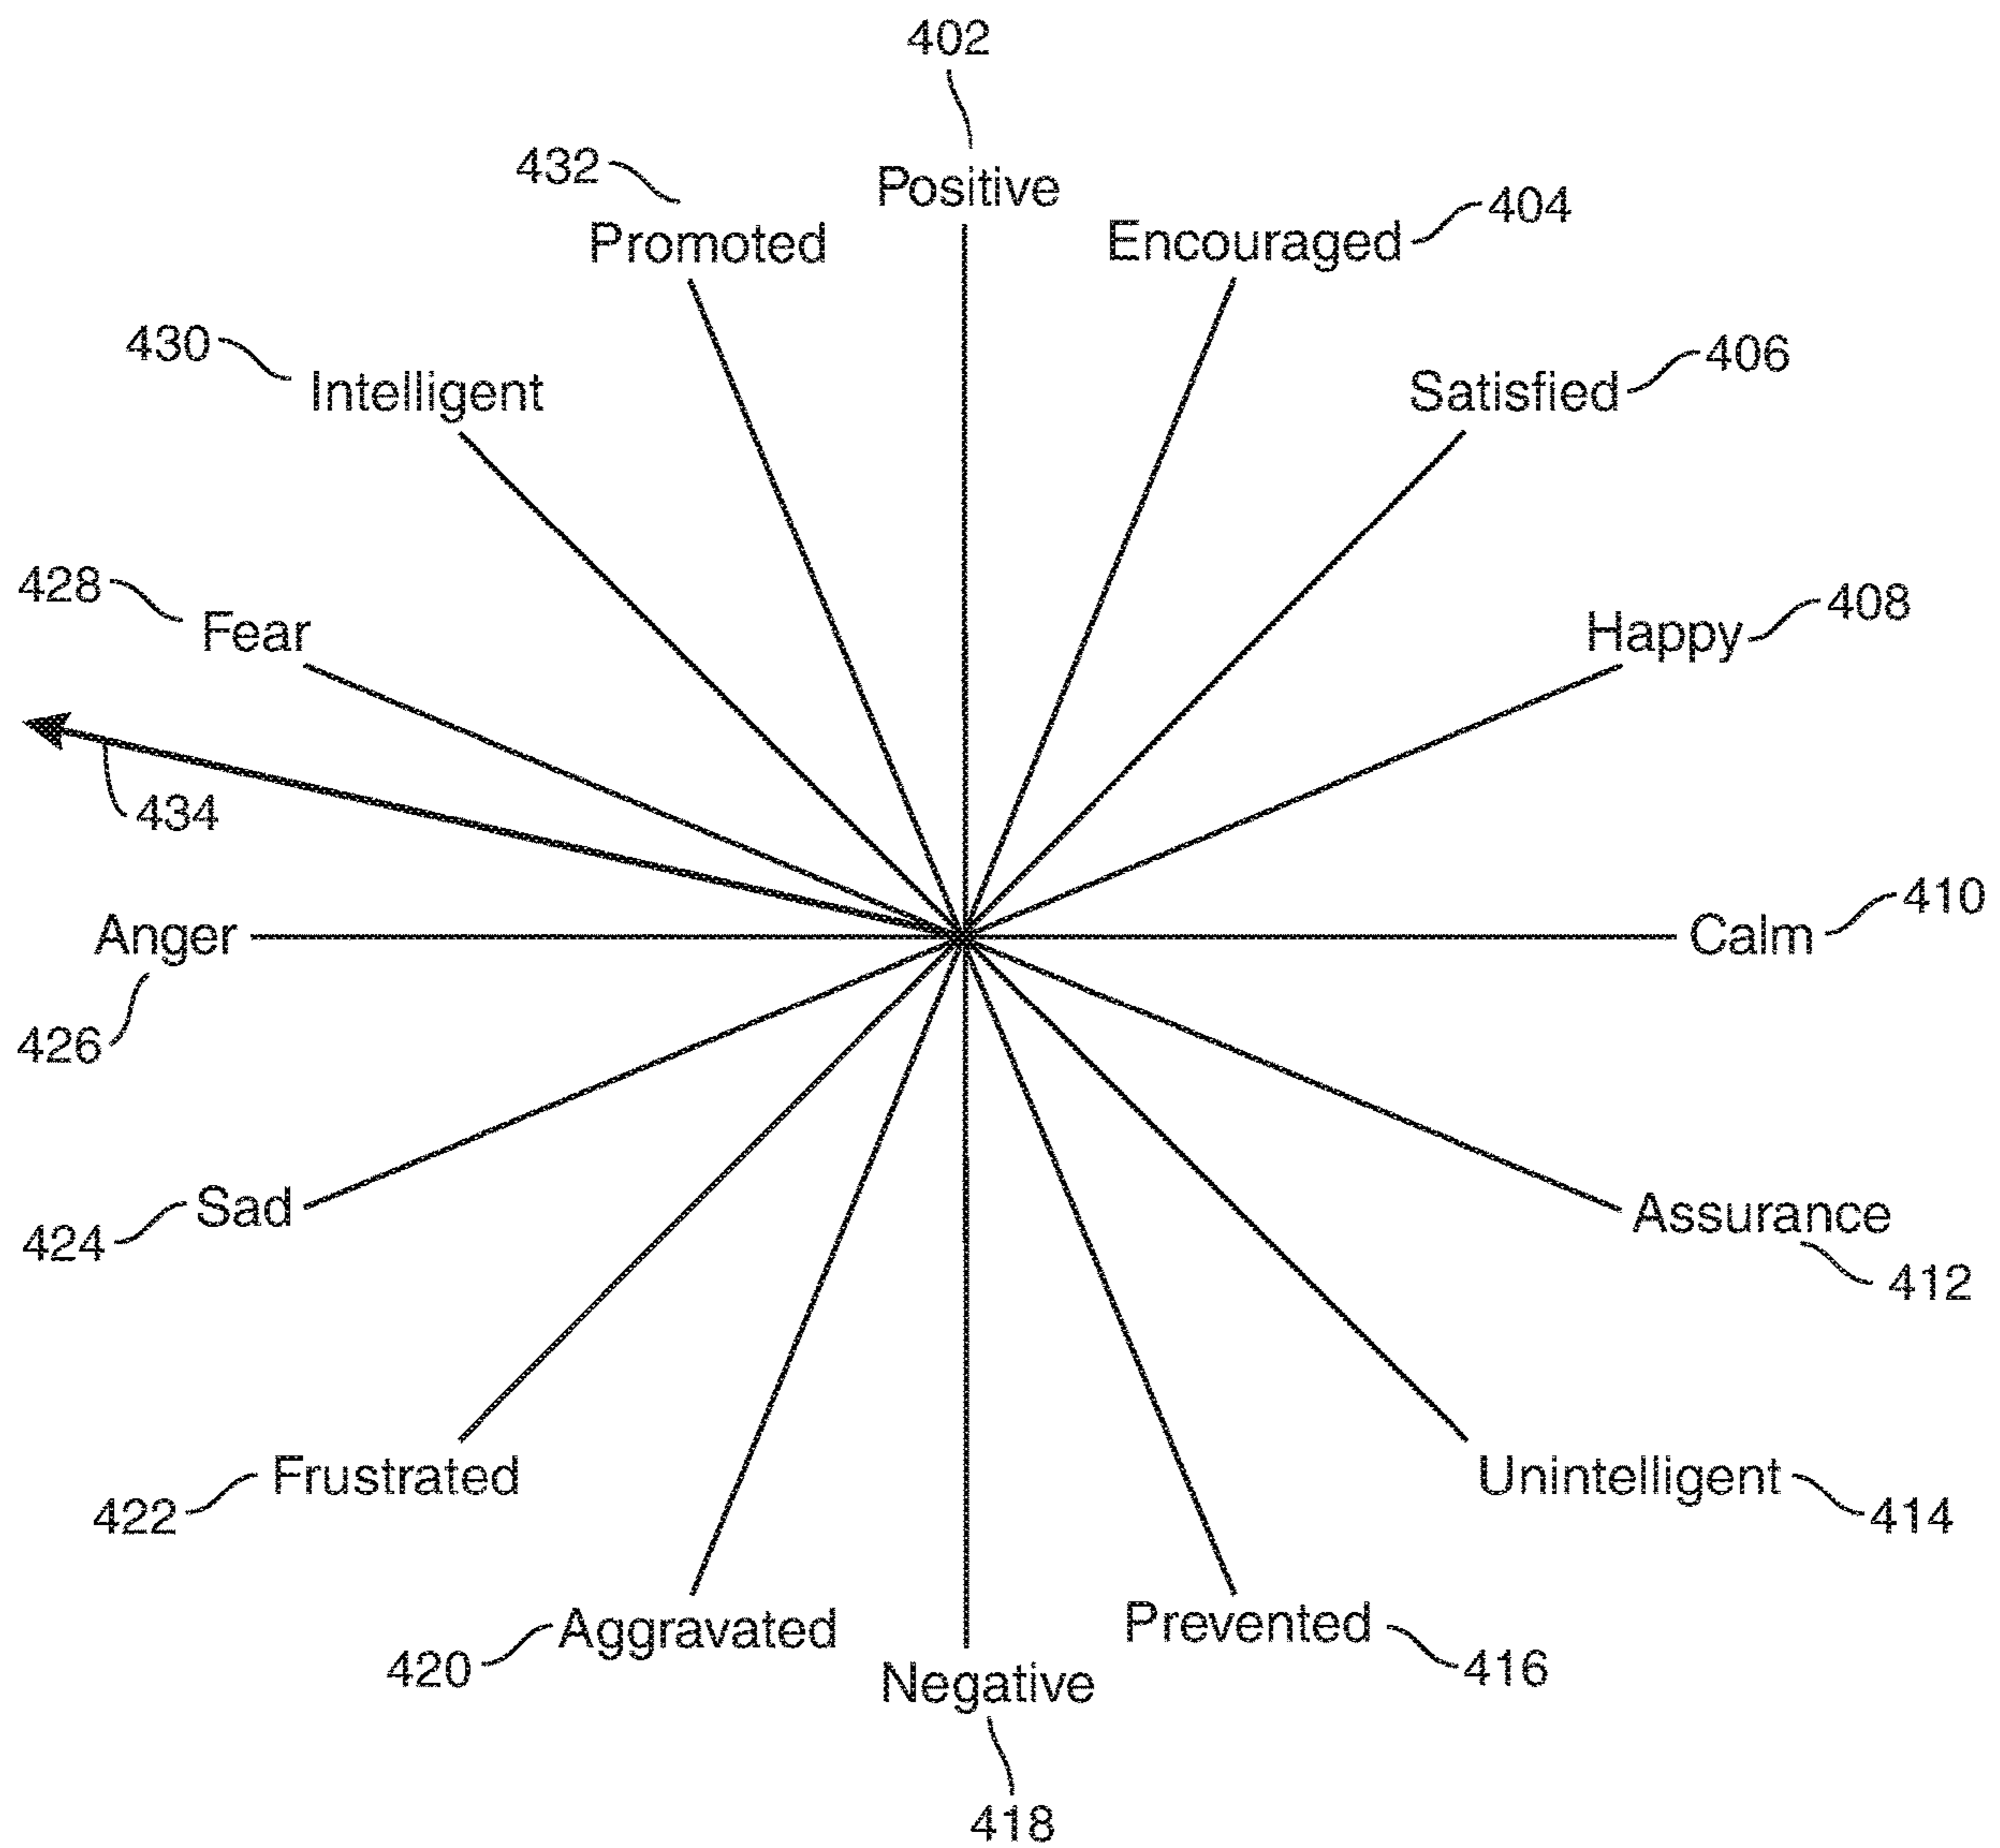 402
Positive
432
Promoted
Encouraged
404
430
Intelligent
Satisfied
406
428
Fear
Happy
408
434
Anger
426
Calm
410
Sad
424
Assurance
412
Frustrated
422
Unintelligent
414
Aggravated
420
Prevented
416
Negative
418